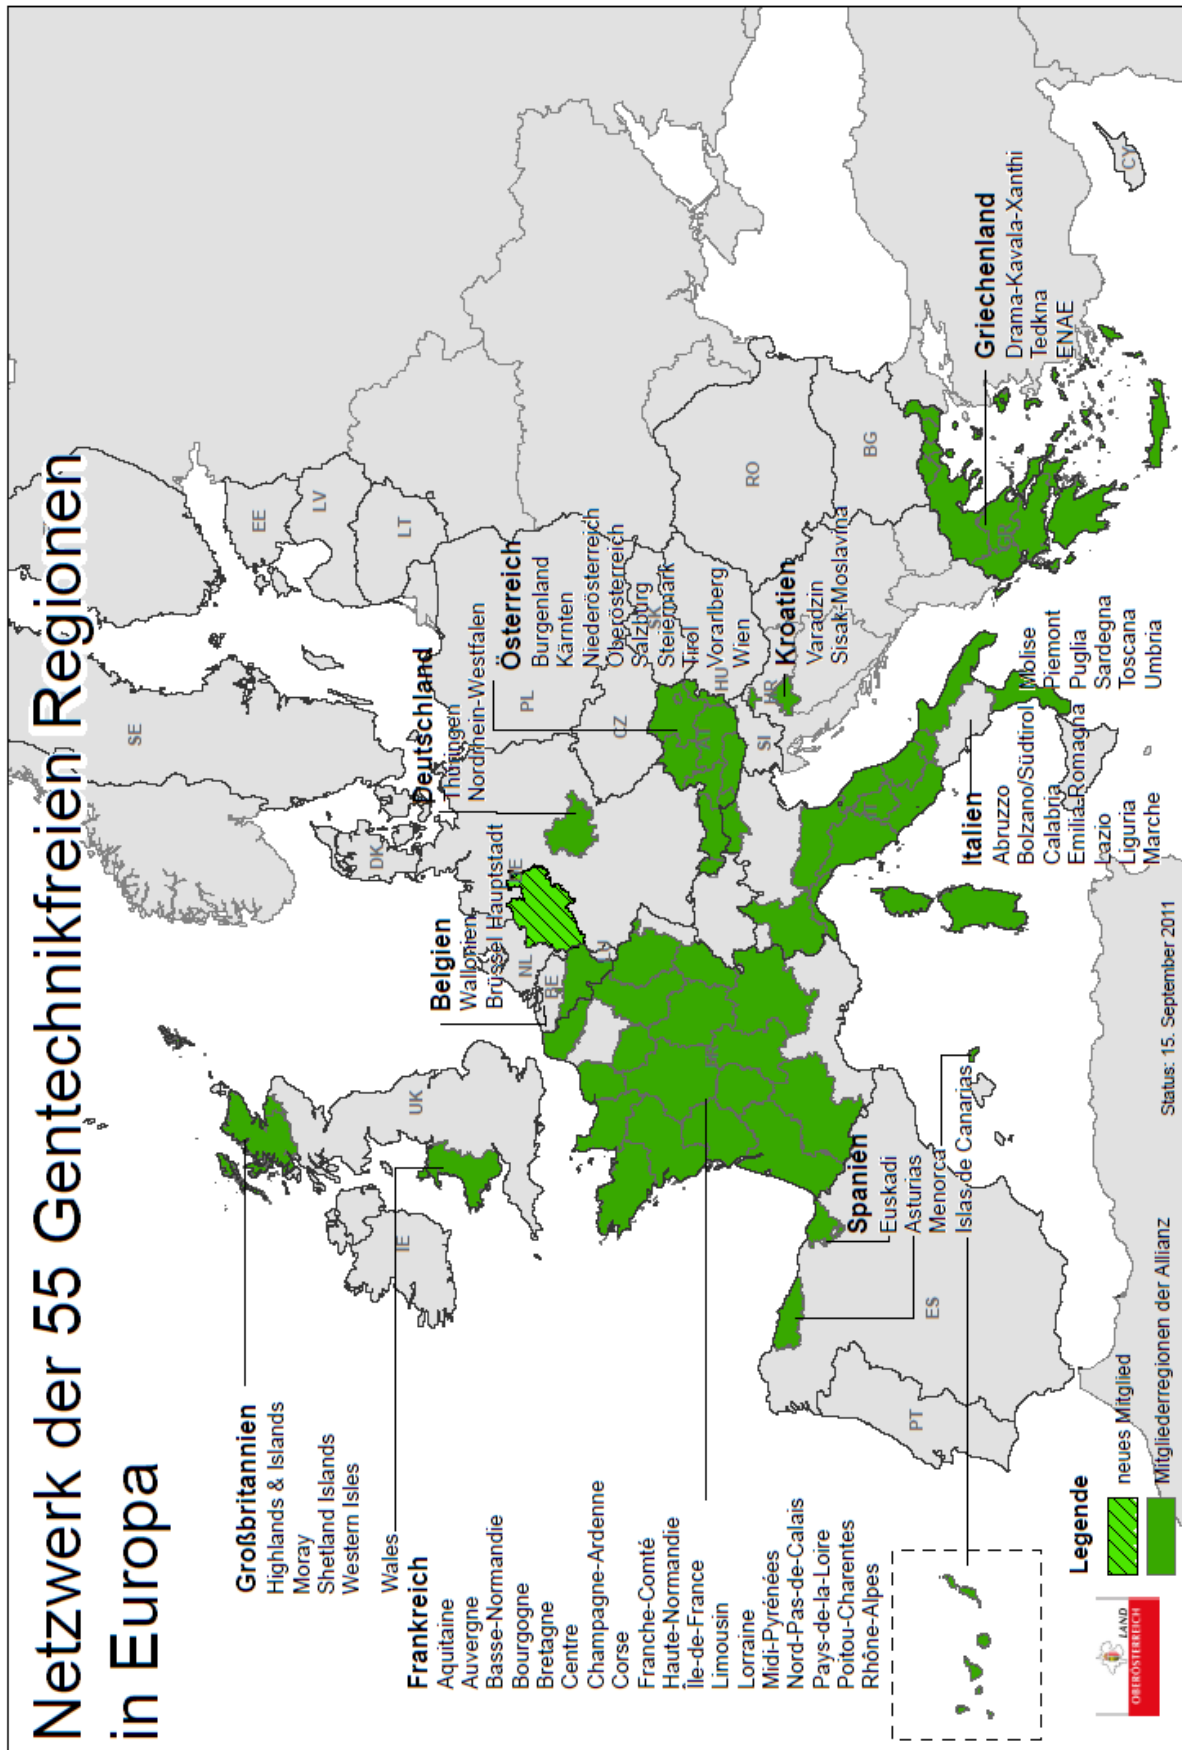 Netzwerk der 55 Gentechnikfreien Regionen
in Europa
Großbritannien
Highlands & Islands
Moray
Shetland Islands
Western Isles
Wales
Frankreich
Aquitaine
Auvergne
Basse-Normandie
Bourgogne
Bretagne
Centre
Champagne-Ardenne
Corse
Franche-Comté
Haute-Normandie
Île-de-France
Limousin
Lorraine
Midi-Pyrénées
Nord-Pas-de-Calais
Pays-de-la-Loire
Poitou-Charentes
Rhône-Alpes
Belgien
Wallonien
Brüssel Hauptstadt
Deutschland
Thüringen
Nordrhein-Westfalen
Österreich
Burgenland
Kärnten
Niederösterreich
Oberösterreich
Salzburg
Steiermark
Tirol
Vorarlberg
Wien
Kroatien
Varadzin
Sisak-Moslavina
Griechenland
Drama-Kavala-Xanthi
Tedkna
ENAE
Italien
Abruzzo
Bolzano/Südtirol
Calabria
Emilia-Romagna
Lazio
Liguria
Marche
Molise
Piemont
Puglia
Sardegna
Toscana
Umbria
Spanien
Euskadi
Asturias
Menorca
Islas de Canarias
SE
EE
LV
LT
DK
UK
IE
NL
BE
LU
DE
PL
CZ
SK
AT
HU
SI
HR
RO
BG
GR
CY
IT
FR
ES
PT
Legende
neues Mitglied
Mitgliederregionen der Allianz
Status: 15. September 2011
LAND
OBERÖSTERREICH